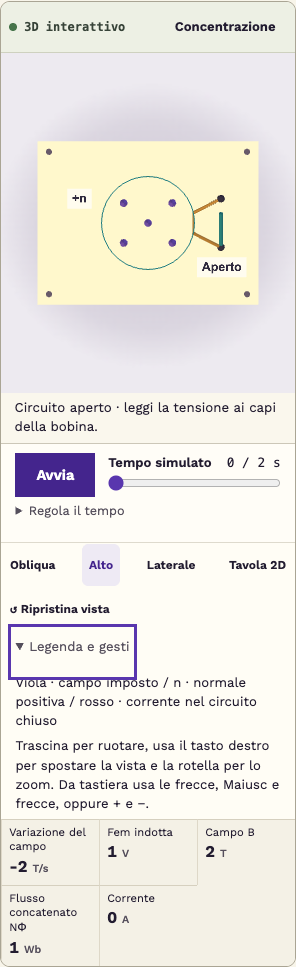 3D interattivo
Concentrazione
+n
Aperto
Circuito aperto · leggi la tensione ai capi
della bobina.
Avvia
Tempo simulato 0 / 2 s
▶ Regola il tempo
Obliqua Alto Laterale Tavola 2D
↺ Ripristina vista
▼ Legenda e gesti
Viola · campo imposto / n · normale
positiva / rosso · corrente nel circuito
chiuso
Trascina per ruotare, usa il tasto destro
per spostare la vista e la rotella per lo
zoom. Da tastiera usa le frecce, Maiusc e
frecce, oppure + e −.
Variazione del
campo
-2 T/s
Fem indotta
1 V
Campo B
2 T
Flusso
concatenato
NΦ
1 Wb
Corrente
0 A